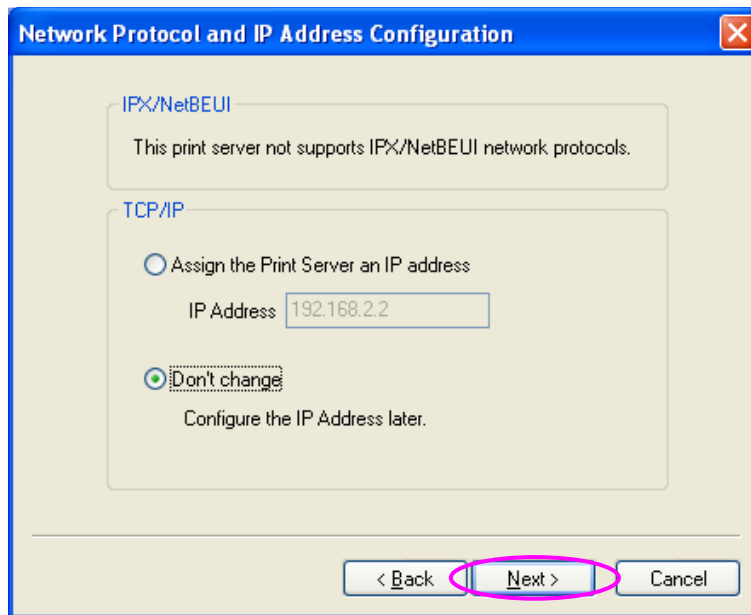 Network Protocol and IP Address Configuration
IPX/NetBEUI
This print server not supports IPX/NetBEUI network protocols.
TCP/IP
Assign the Print Server an IP address
IP Address 192.168.2.2
Don't change
Configure the IP Address later.
< Back Next > Cancel